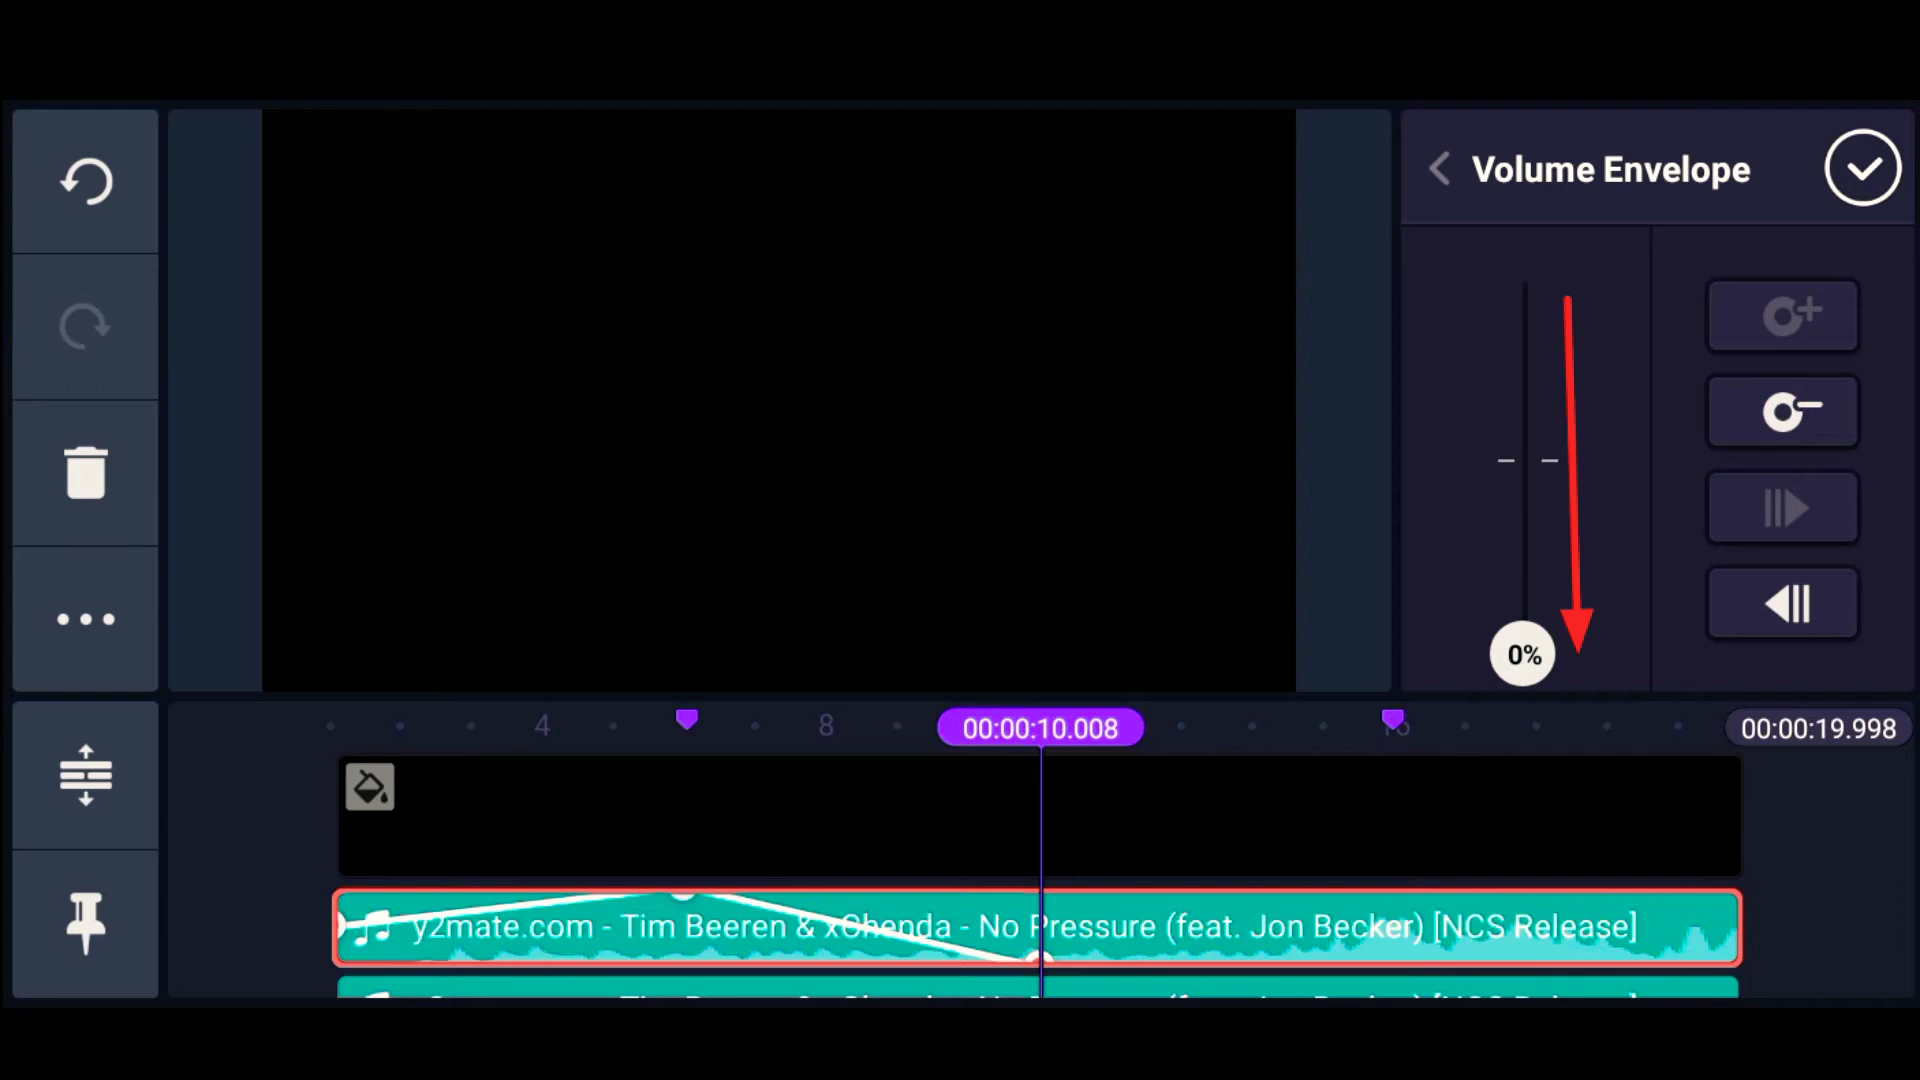 Volume Envelope
0%
4
8
00:00:10.008
00:00:19.998
y2mate.com - Tim Beeren & xChenda - No Pressure (feat. Jon Becker) [NCS Release]